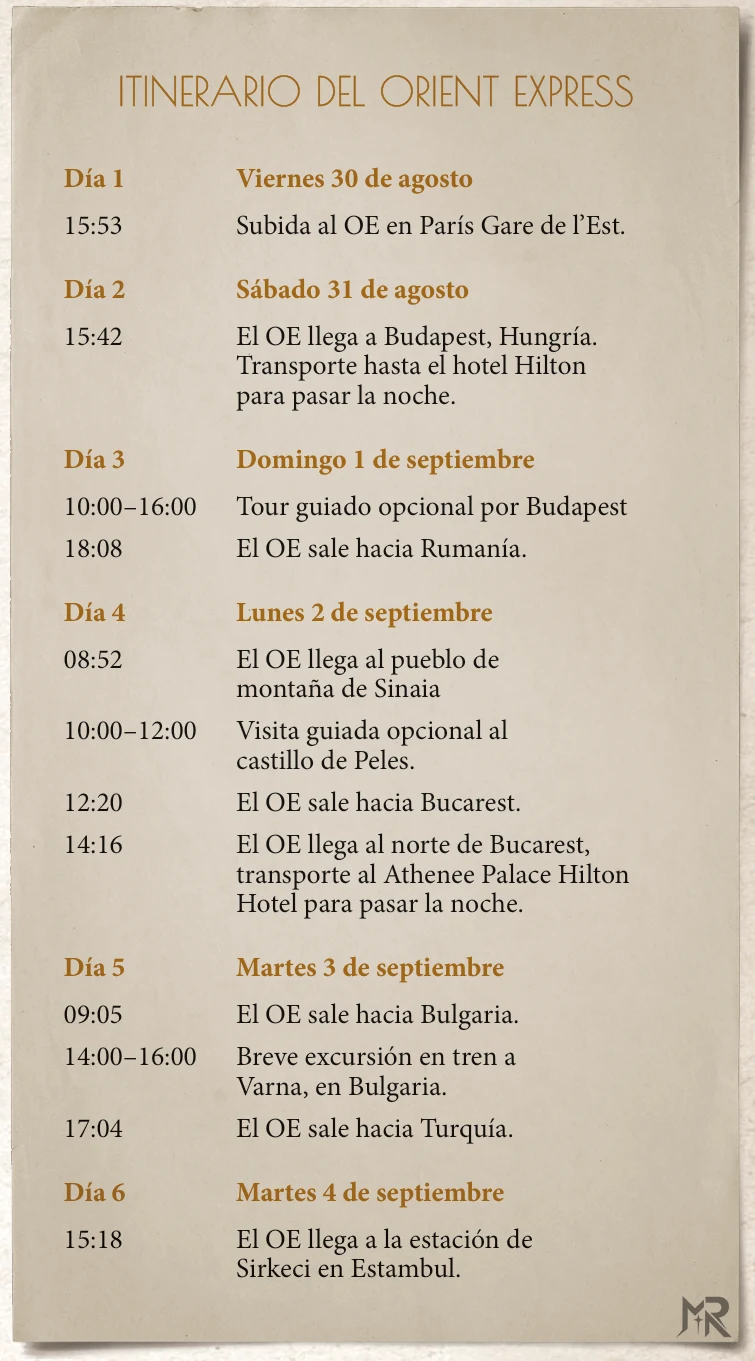 ITINERARIO DEL ORIENT EXPRESS
Día 1 Viernes 30 de agosto
15:53 Subida al OE en París Gare de l’Est.
Día 2 Sábado 31 de agosto
15:42 El OE llega a Budapest, Hungría.
Transporte hasta el hotel Hilton
para pasar la noche.
Día 3 Domingo 1 de septiembre
10:00–16:00 Tour guiado opcional por Budapest
18:08 El OE sale hacia Rumanía.
Día 4 Lunes 2 de septiembre
08:52 El OE llega al pueblo de
montaña de Sinaia
10:00–12:00 Visita guiada opcional al
castillo de Peles.
12:20 El OE sale hacia Bucarest.
14:16 El OE llega al norte de Bucarest,
transporte al Athenee Palace Hilton
Hotel para pasar la noche.
Día 5 Martes 3 de septiembre
09:05 El OE sale hacia Bulgaria.
14:00–16:00 Breve excursión en tren a
Varna, en Bulgaria.
17:04 El OE sale hacia Turquía.
Día 6 Martes 4 de septiembre
15:18 El OE llega a la estación de
Sirkeci en Estambul.
MR